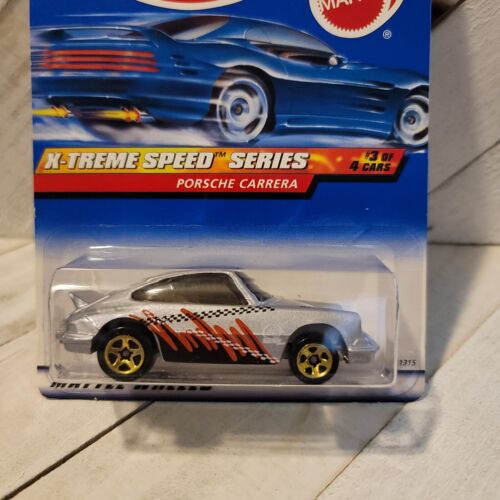 ®
X-TREME SPEED™ SERIES
#3 OF
4 CARS
PORSCHE CARRERA